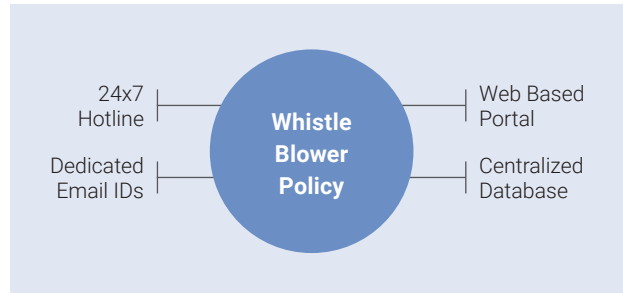 24x7
Hotline
Dedicated
Email IDs
Whistle
Blower
Policy
Web Based
Portal
Centralized
Database